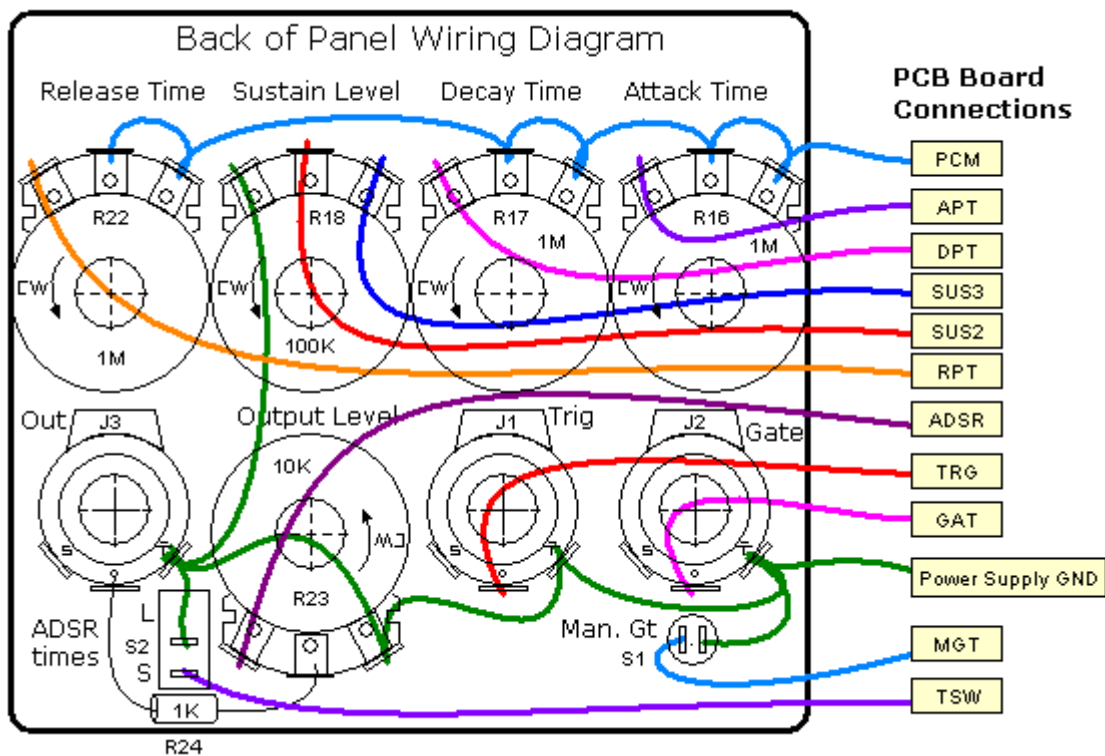 Back of Panel Wiring Diagram
PCB Board
Connections
Release Time
Sustain Level
Decay Time
Attack Time
PCM
APT
DPT
SUS3
SUS2
RPT
ADSR
TRG
GAT
Power Supply GND
MGT
TSW
R22
R18
R17
R16
1M
1M
CW
CW
CW
CW
1M
100K
Out
J3
Output Level
J1
Trig
J2
Gate
10K
S
T
CW
S
T
S
T
R23
L
ADSR
times
S2
S
Man. Gt
S1
1K
R24